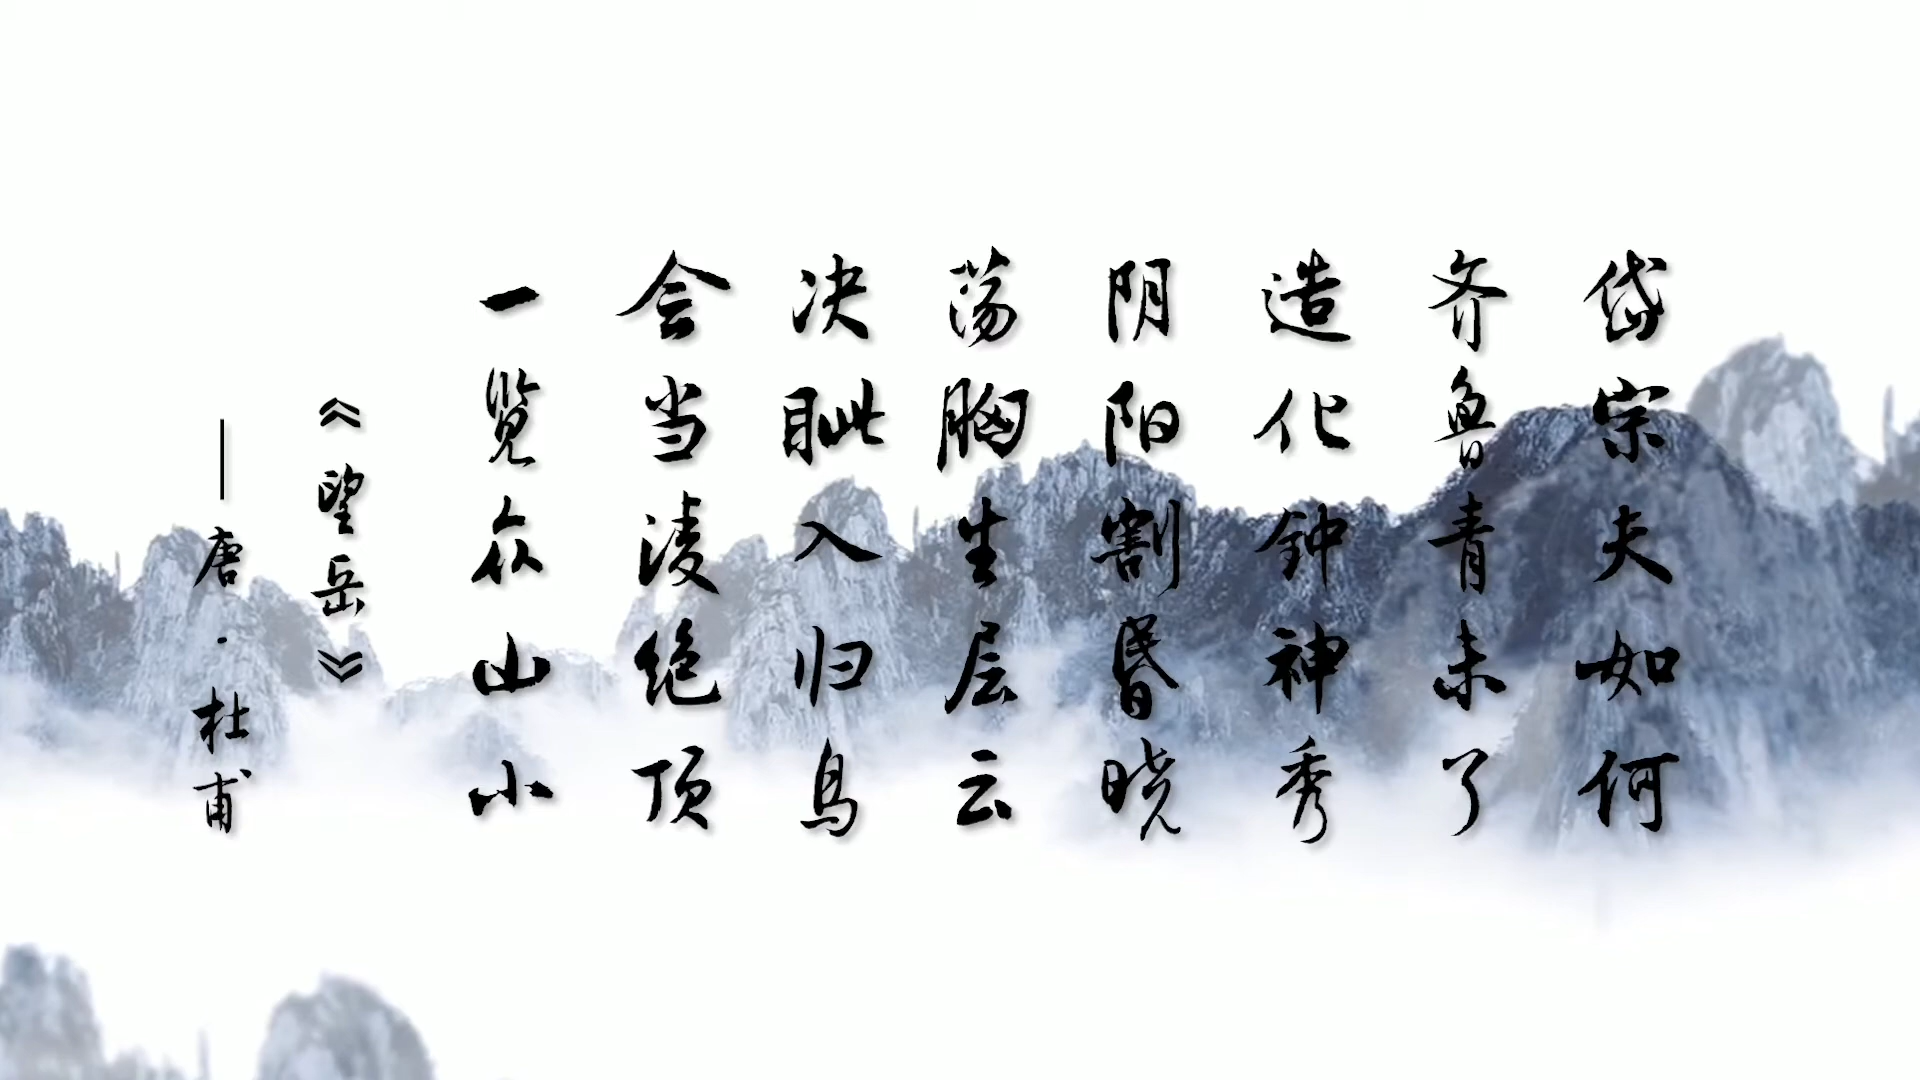 岱宗夫如何
齐鲁青未了
造化钟神秀
阴阳割昏晓
荡胸生层云
决眦入归鸟
会当凌绝顶
一览众山小
《望岳》
—唐·杜甫